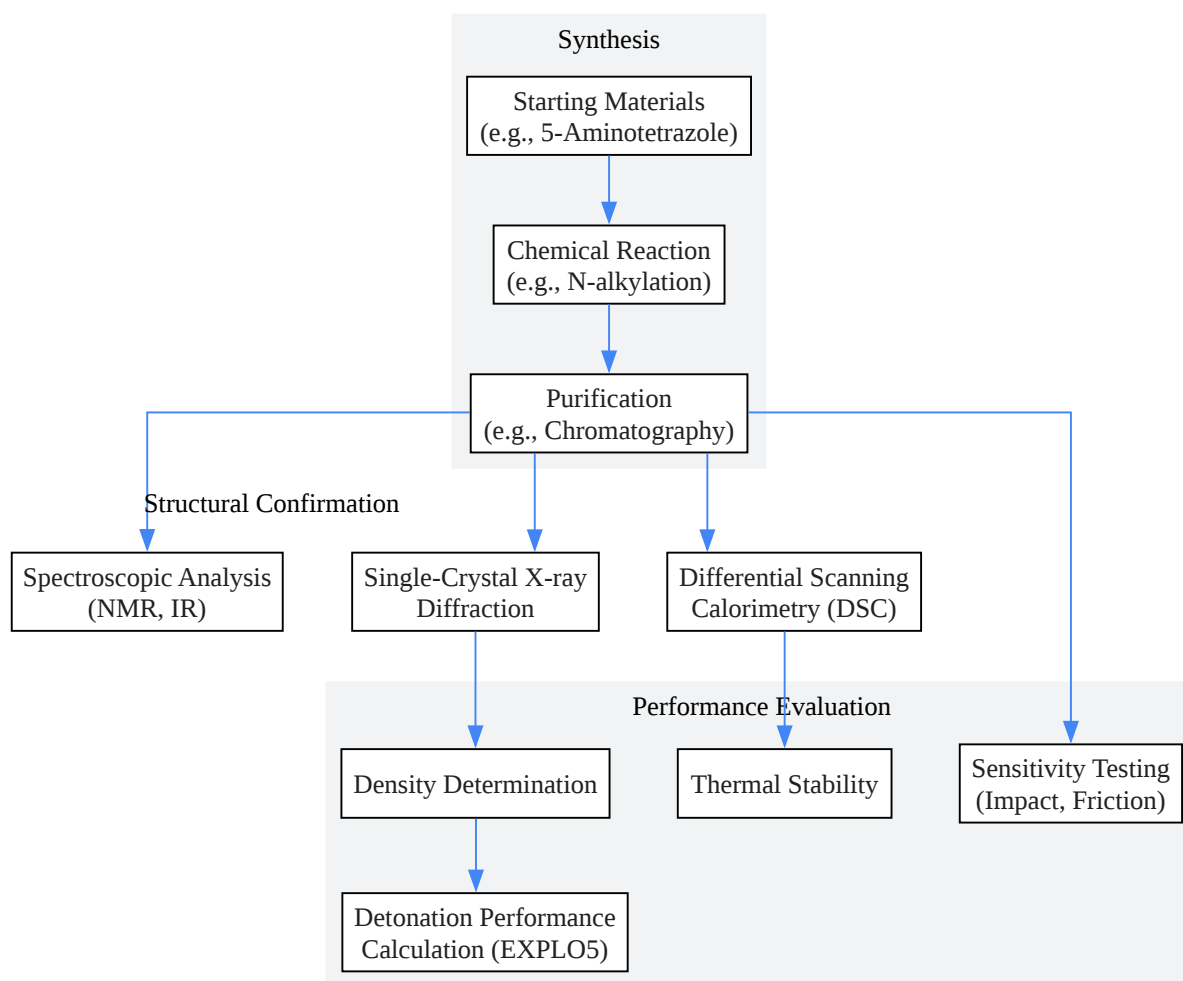 Synthesis
Starting Materials
(e.g., 5-Aminotetrazole)
Chemical Reaction
(e.g., N-alkylation)
Purification
(e.g., Chromatography)
Structural Confirmation
Spectroscopic Analysis
(NMR, IR)
Single-Crystal X-ray
Diffraction
Differential Scanning
Calorimetry (DSC)
Performance Evaluation
Density Determination
Thermal Stability
Sensitivity Testing
(Impact, Friction)
Detonation Performance
Calculation (EXPLO5)